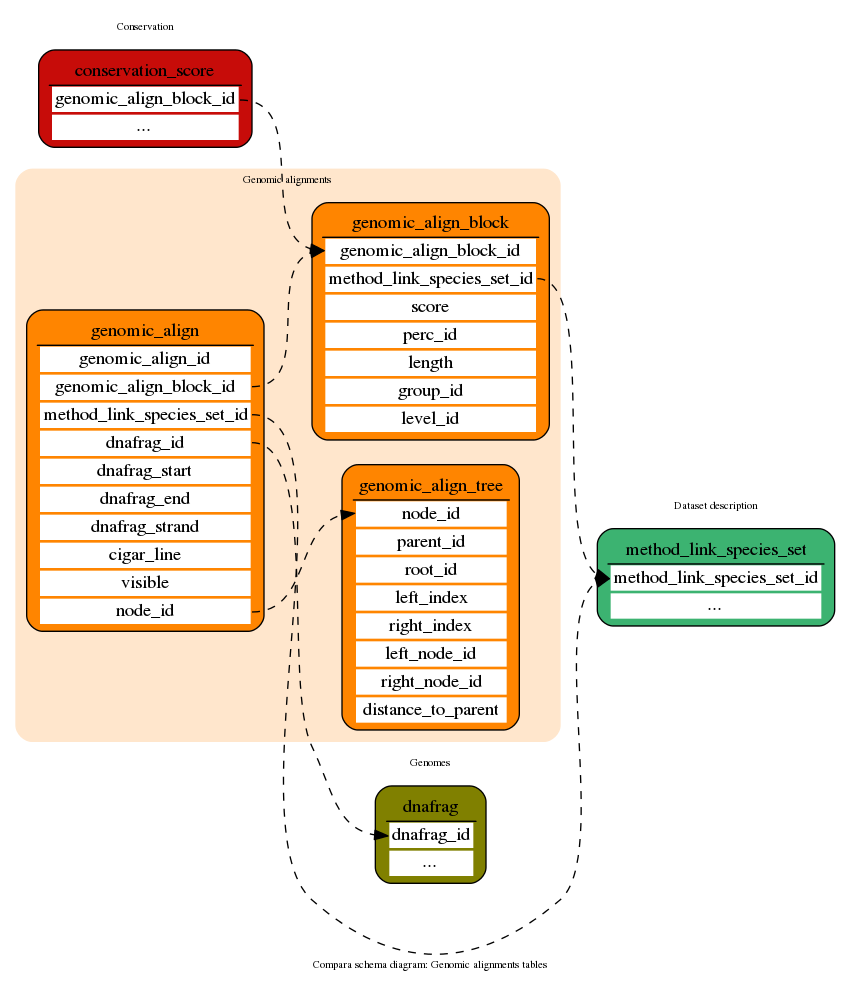 Conservation
conservation_score
genomic_align_block_id
...
Genomic alignments
genomic_align_block
genomic_align_block_id
method_link_species_set_id
score
perc_id
length
group_id
level_id
genomic_align
genomic_align_id
genomic_align_block_id
method_link_species_set_id
dnafrag_id
dnafrag_start
dnafrag_end
dnafrag_strand
cigar_line
visible
node_id
genomic_align_tree
node_id
parent_id
root_id
left_index
right_index
left_node_id
right_node_id
distance_to_parent
Dataset description
method_link_species_set
method_link_species_set_id
...
Genomes
dnafrag
dnafrag_id
...
Compara schema diagram: Genomic alignments tables